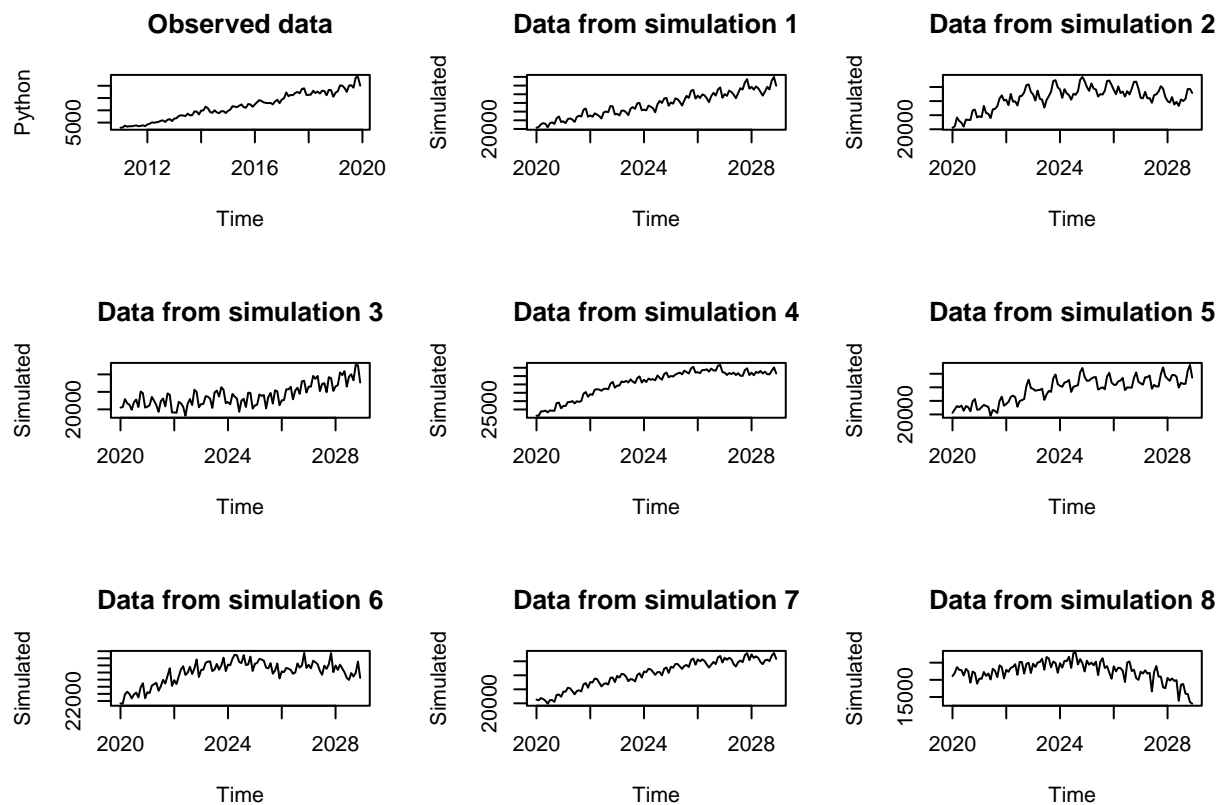 Observed data
Python
5000
2012 2016 2020
Time
Data from simulation 1
Simulated
20000
2020 2024 2028
Time
Data from simulation 2
Simulated
20000
2020 2024 2028
Time
Data from simulation 3
Simulated
20000
2020 2024 2028
Time
Data from simulation 4
Simulated
25000
2020 2024 2028
Time
Data from simulation 5
Simulated
20000
2020 2024 2028
Time
Data from simulation 6
Simulated
22000
2020 2024 2028
Time
Data from simulation 7
Simulated
20000
2020 2024 2028
Time
Data from simulation 8
Simulated
15000
2020 2024 2028
Time